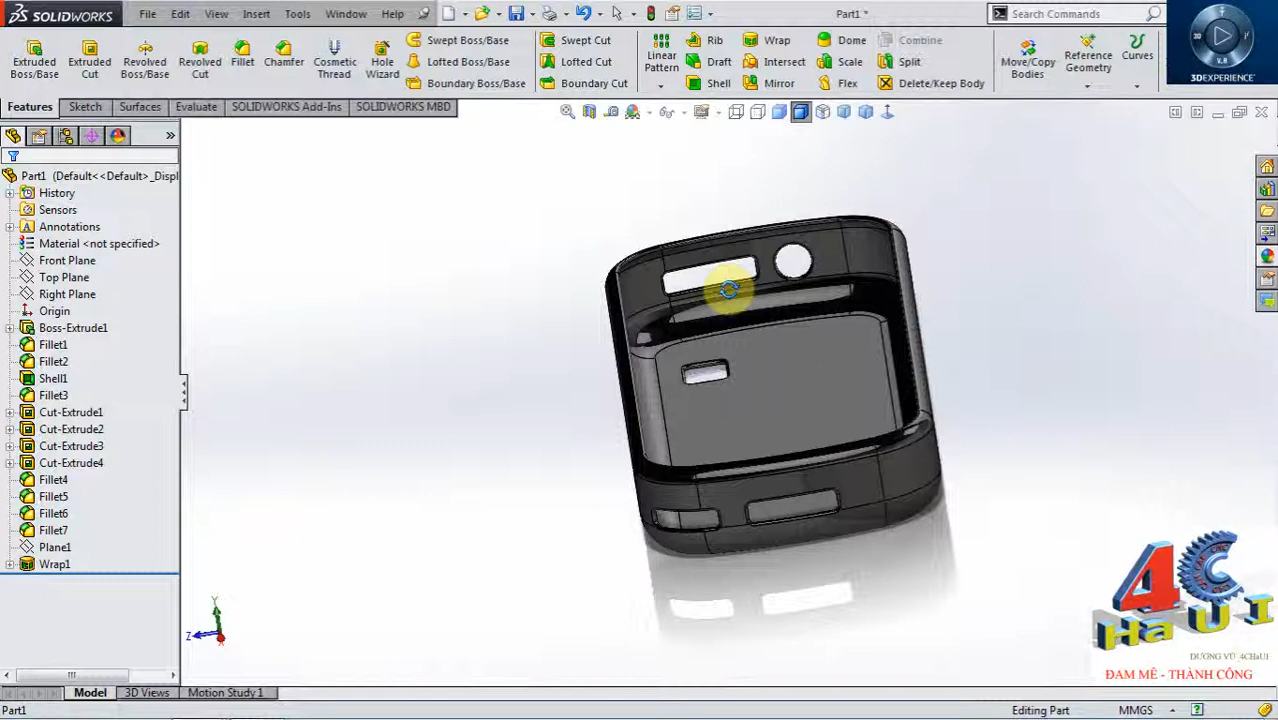 SOLIDWORKS File Edit View Insert Tools Window Help Part1 * Search Commands
3D V.R
3DEXPERIENCE
Extruded Boss/Base
Extruded Cut
Revolved Boss/Base
Revolved Cut
Fillet
Chamfer
Cosmetic Thread
Hole Wizard
Swept Boss/Base
Lofted Boss/Base
Boundary Boss/Base
Swept Cut
Lofted Cut
Boundary Cut
Linear Pattern
Rib
Draft
Shell
Wrap
Intersect
Mirror
Dome
Scale
Flex
Combine
Split
Delete/Keep Body
Move/Copy Bodies
Reference Geometry
Curves
Features Sketch Surfaces Evaluate SOLIDWORKS Add-Ins SOLIDWORKS MBD
Part1 (Default<<Default>_Displ
History
Sensors
Annotations
Material <not specified>
Front Plane
Top Plane
Right Plane
Origin
Boss-Extrude1
Fillet1
Fillet2
Shell1
Fillet3
Cut-Extrude1
Cut-Extrude2
Cut-Extrude3
Cut-Extrude4
Fillet4
Fillet5
Fillet6
Fillet7
Plane1
Wrap1
Y
Z
X
4C
HaUI
DƯƠNG VŨ_4CHaUI
ĐAM MÊ - THÀNH CÔNG
Model 3D Views Motion Study 1
Part1 Editing Part MMGS